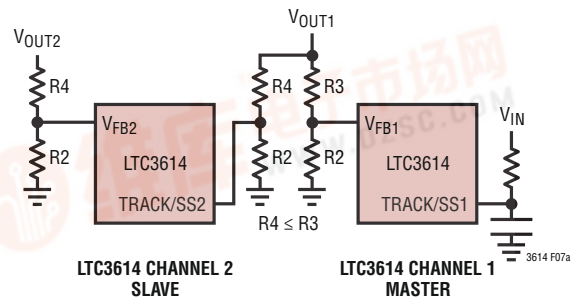 VOUT1
VOUT2
R4
R4
R3
VIN
VFB2
VFB1
R2
LTC3614
R2
R2
LTC3614
TRACK/SS2
TRACK/SS1
R4 ≤ R3
3614 F07a
LTC3614 CHANNEL 2
SLAVE
LTC3614 CHANNEL 1
MASTER